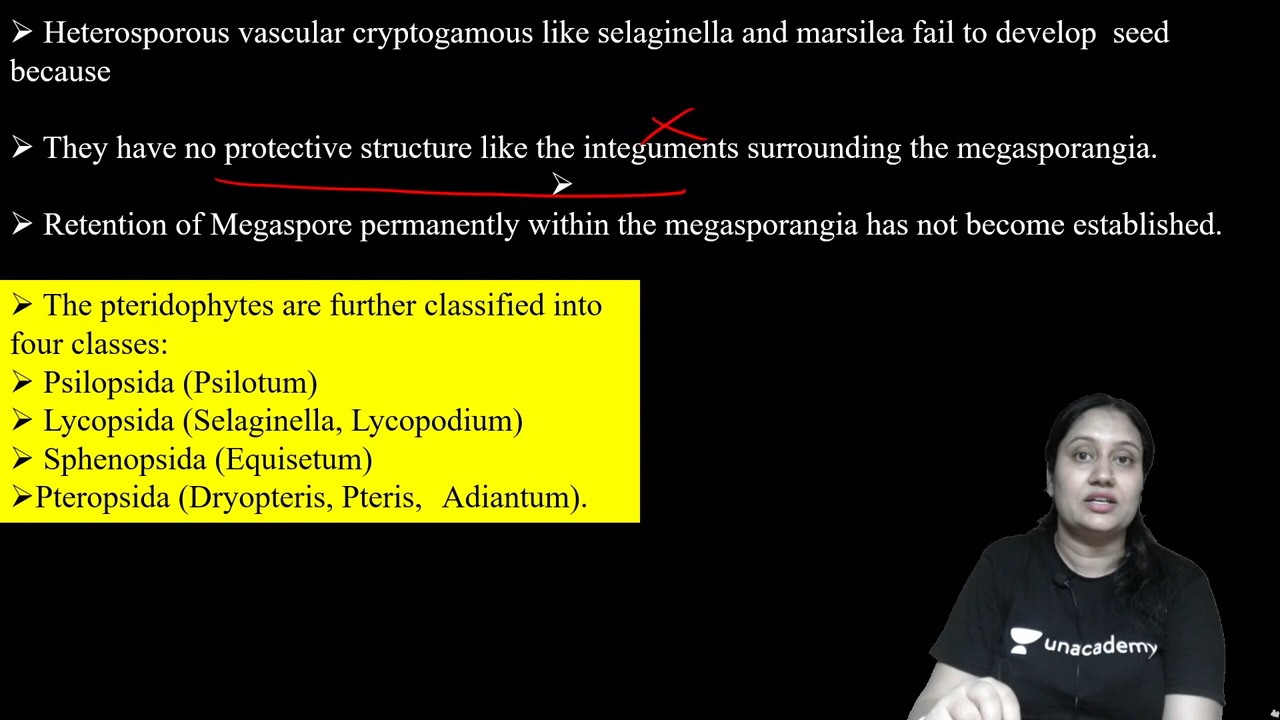 ➢ Heterosporous vascular cryptogamous like selaginella and marsilea fail to develop seed
because
➢ They have no protective structure like the integuments surrounding the megasporangia.
➢
➢ Retention of Megaspore permanently within the megasporangia has not become established.
➢ The pteridophytes are further classified into
four classes:
➢ Psilopsida (Psilotum)
➢ Lycopsida (Selaginella, Lycopodium)
➢ Sphenopsida (Equisetum)
➢Pteropsida (Dryopteris, Pteris, Adiantum).
unacademy